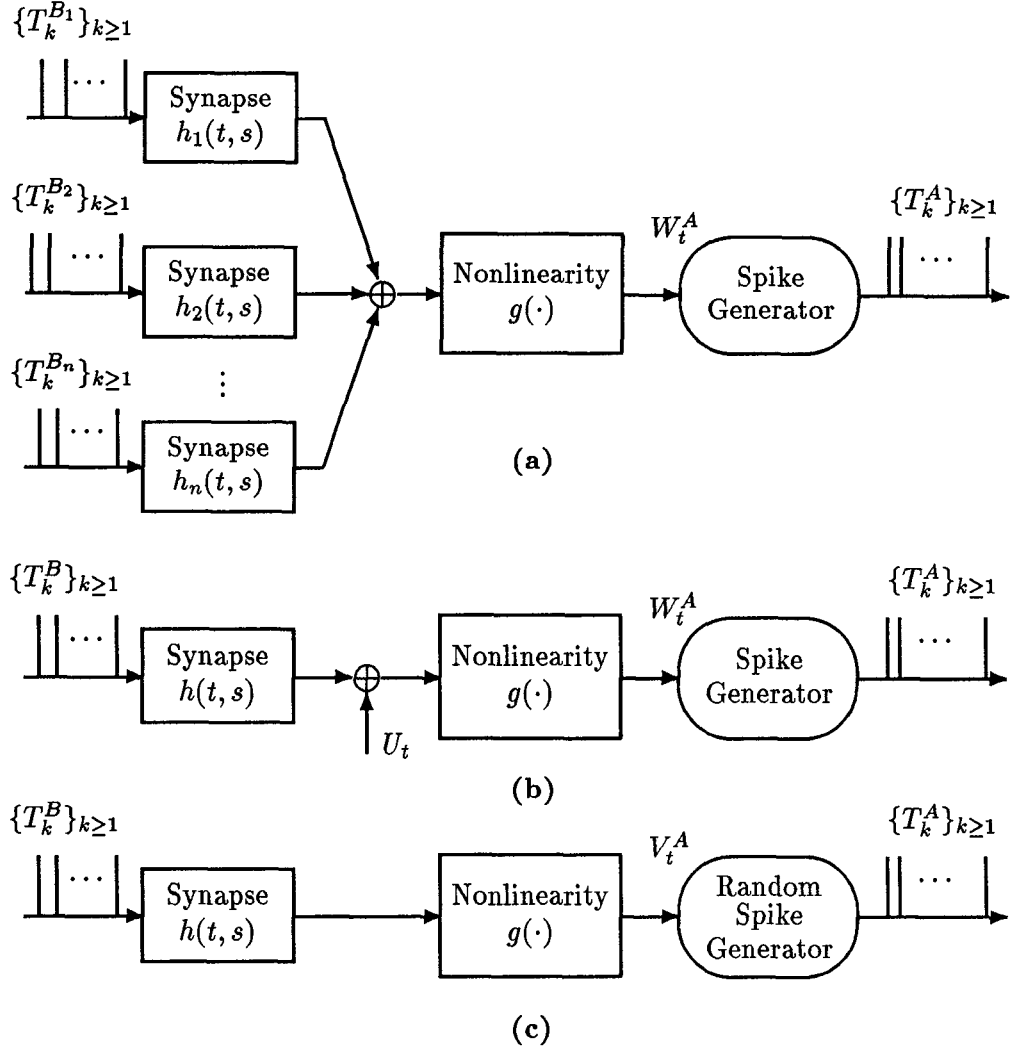 {T_k^{B_1}}_{k≥1}
...
Synapse
h_1(t, s)
{T_k^{B_2}}_{k≥1}
...
Synapse
h_2(t, s)
Nonlinearity
g(·)
W_t^A
Spike
Generator
{T_k^A}_{k≥1}
...
{T_k^{B_n}}_{k≥1}
...
⋮
Synapse
h_n(t, s)
(a)
{T_k^B}_{k≥1}
...
Synapse
h(t, s)
U_t
Nonlinearity
g(·)
W_t^A
Spike
Generator
{T_k^A}_{k≥1}
...
(b)
{T_k^B}_{k≥1}
...
Synapse
h(t, s)
Nonlinearity
g(·)
V_t^A
Random
Spike
Generator
{T_k^A}_{k≥1}
...
(c)